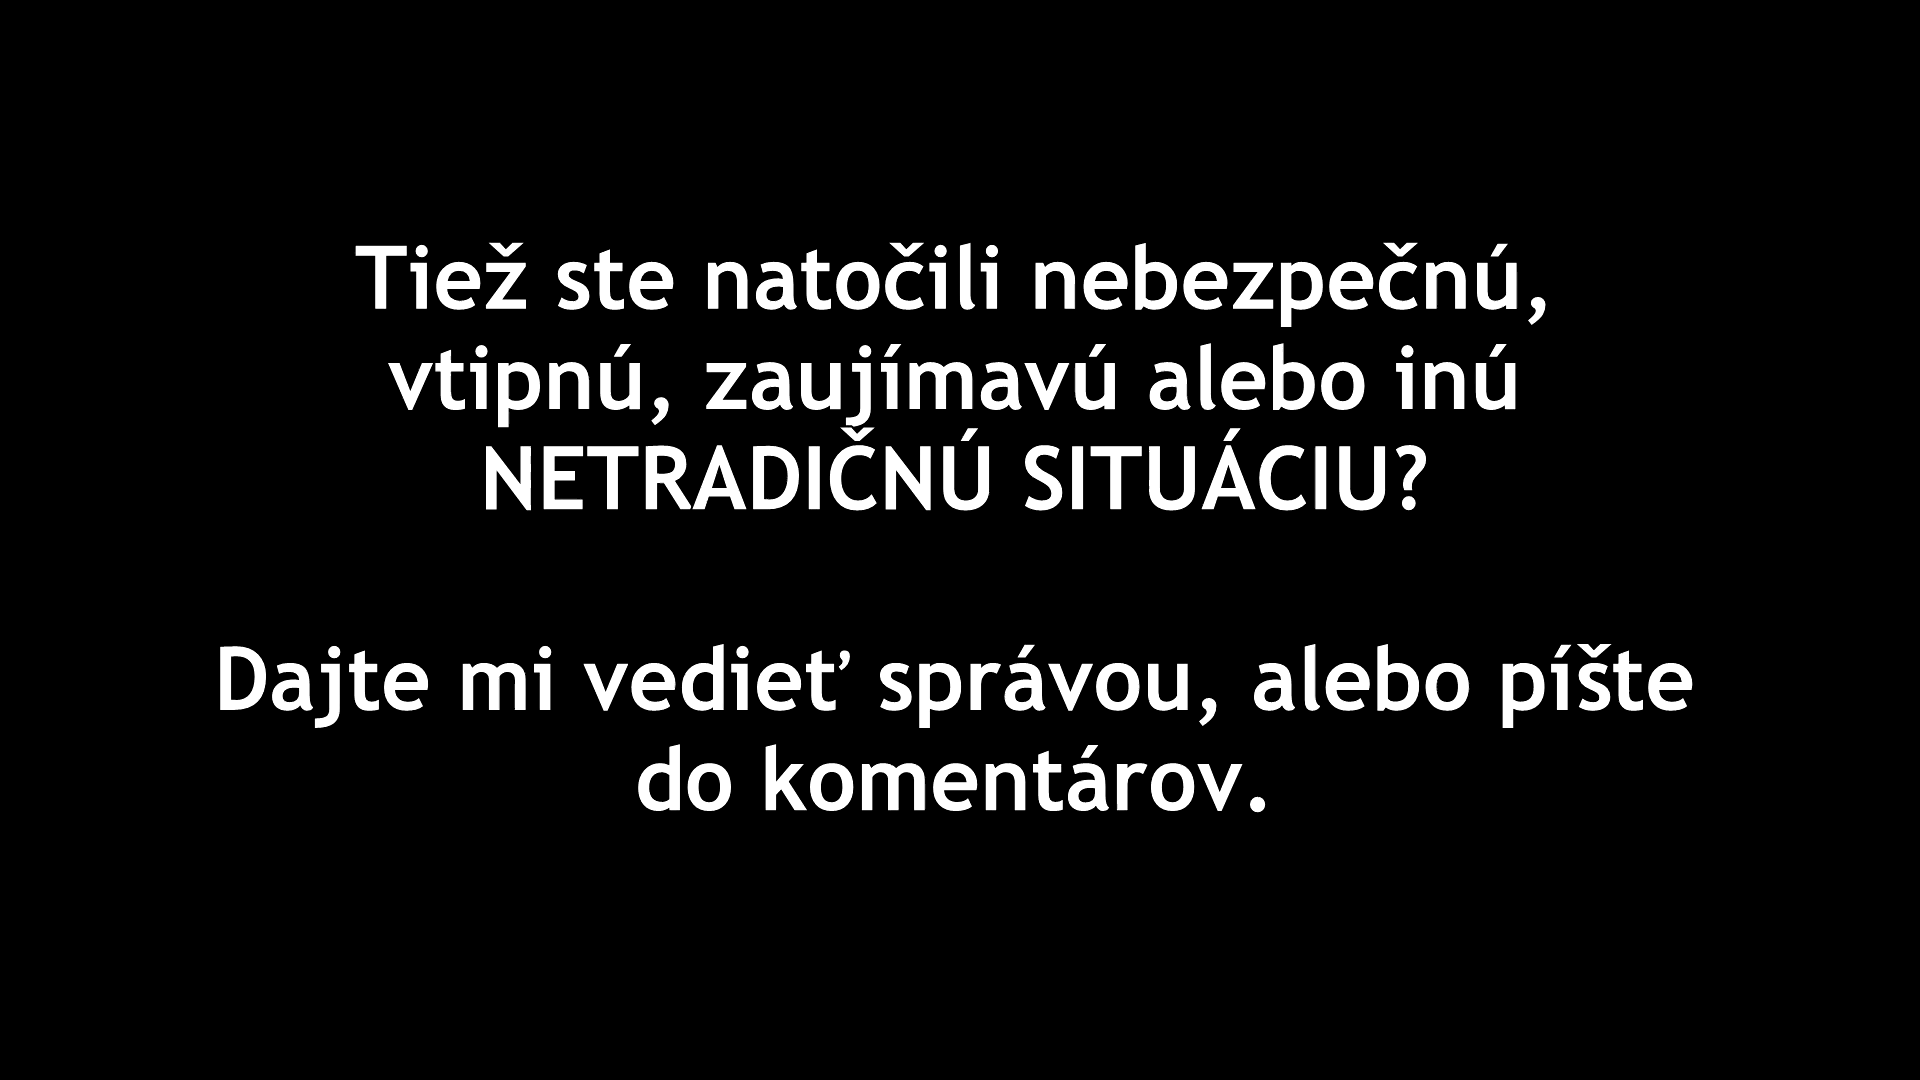 Tiež ste natočili nebezpečnú,
vtipnú, zaujímavú alebo inú
NETRADIČNÚ SITUÁCIU?
Dajte mi vedieť správou, alebo píšte
do komentárov.